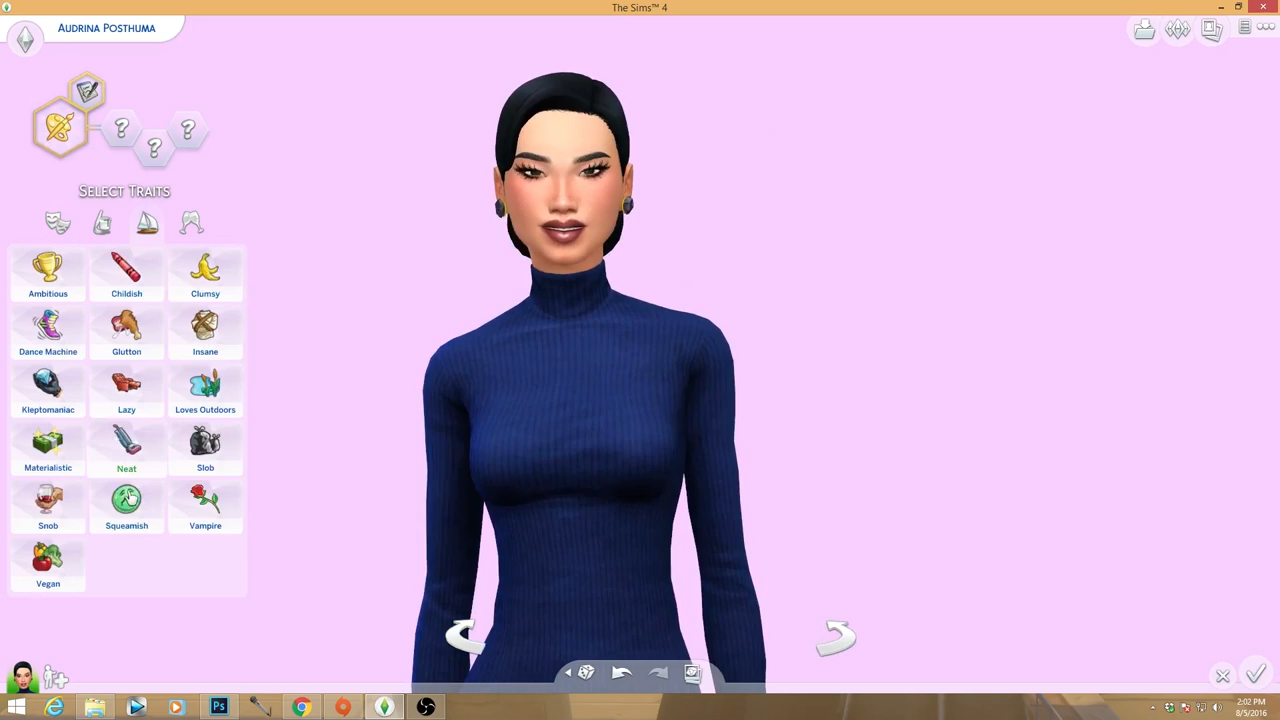 The Sims™ 4
Audrina Posthuma
Select Traits
Ambitious
Childish
Clumsy
Dance Machine
Glutton
Insane
Kleptomaniac
Lazy
Loves Outdoors
Materialistic
Neat
Slob
Snob
Squeamish
Vampire
Vegan
Ps
2:02 PM
8/5/2016